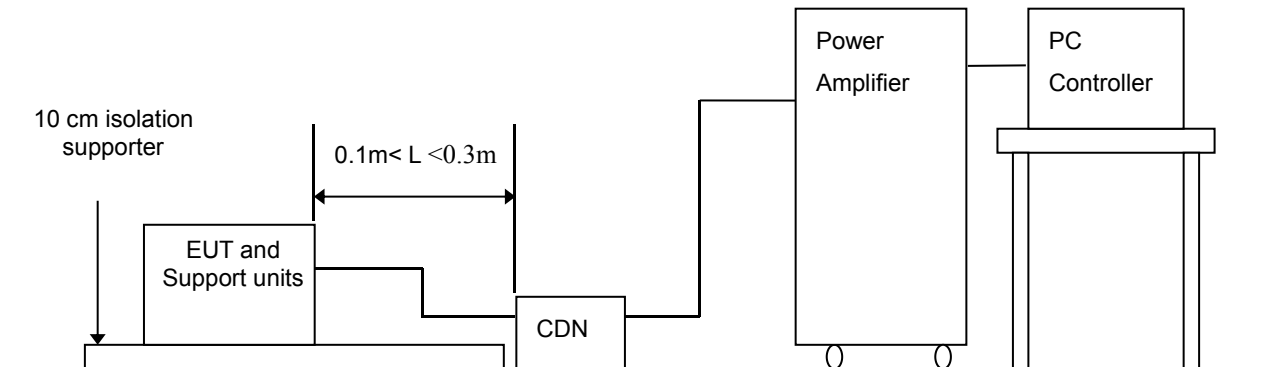 10 cm isolation
supporter
0.1m< L <0.3m
EUT and
Support units
CDN
Power
Amplifier
PC
Controller